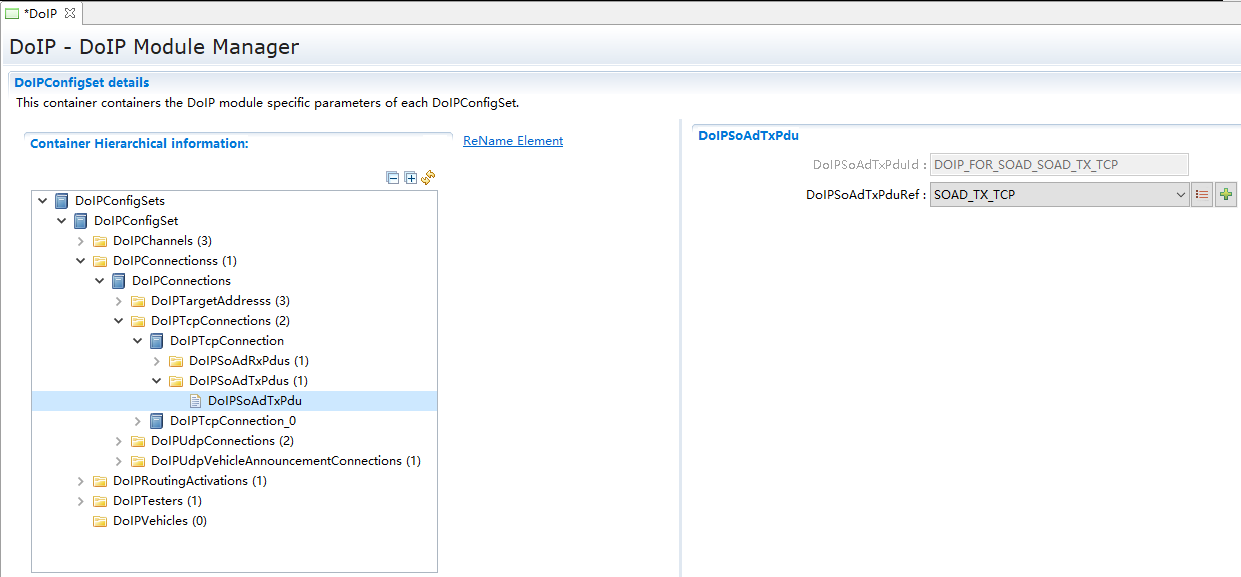 *DoIP
DoIP - DoIP Module Manager
DoIPConfigSet details
This container containers the DoIP module specific parameters of each DoIPConfigSet.
Container Hierarchical information:
ReName Element
DoIPConfigSets
DoIPConfigSet
DoIPChannels (3)
DoIPConnectionss (1)
DoIPConnections
DoIPTargetAddresss (3)
DoIPTcpConnections (2)
DoIPTcpConnection
DoIPSoAdRxPdus (1)
DoIPSoAdTxPdus (1)
DoIPSoAdTxPdu
DoIPTcpConnection_0
DoIPUdpConnections (2)
DoIPUdpVehicleAnnouncementConnections (1)
DoIPRoutingActivations (1)
DoIPTesters (1)
DoIPVehicles (0)
DoIPSoAdTxPdu
DoIPSoAdTxPduId : DOIP_FOR_SOAD_SOAD_TX_TCP
DoIPSoAdTxPduRef : SOAD_TX_TCP